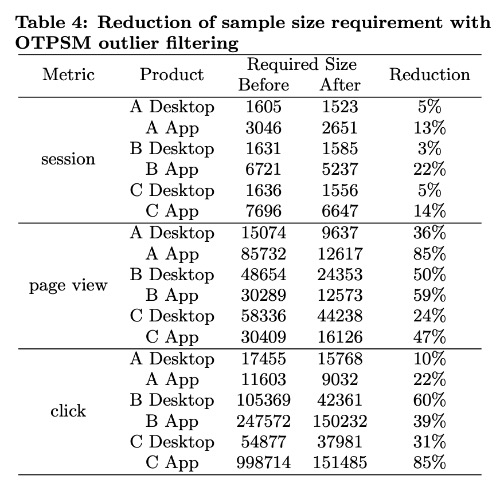 Table 4: Reduction of sample size requirement with
OTPSM outlier filtering
Metric Product Required Size Reduction
Before After
session
A Desktop 1605 1523 5%
A App 3046 2651 13%
B Desktop 1631 1585 3%
B App 6721 5237 22%
C Desktop 1636 1556 5%
C App 7696 6647 14%
page view
A Desktop 15074 9637 36%
A App 85732 12617 85%
B Desktop 48654 24353 50%
B App 30289 12573 59%
C Desktop 58336 44238 24%
C App 30409 16126 47%
click
A Desktop 17455 15768 10%
A App 11603 9032 22%
B Desktop 105369 42361 60%
B App 247572 150232 39%
C Desktop 54877 37981 31%
C App 998714 151485 85%